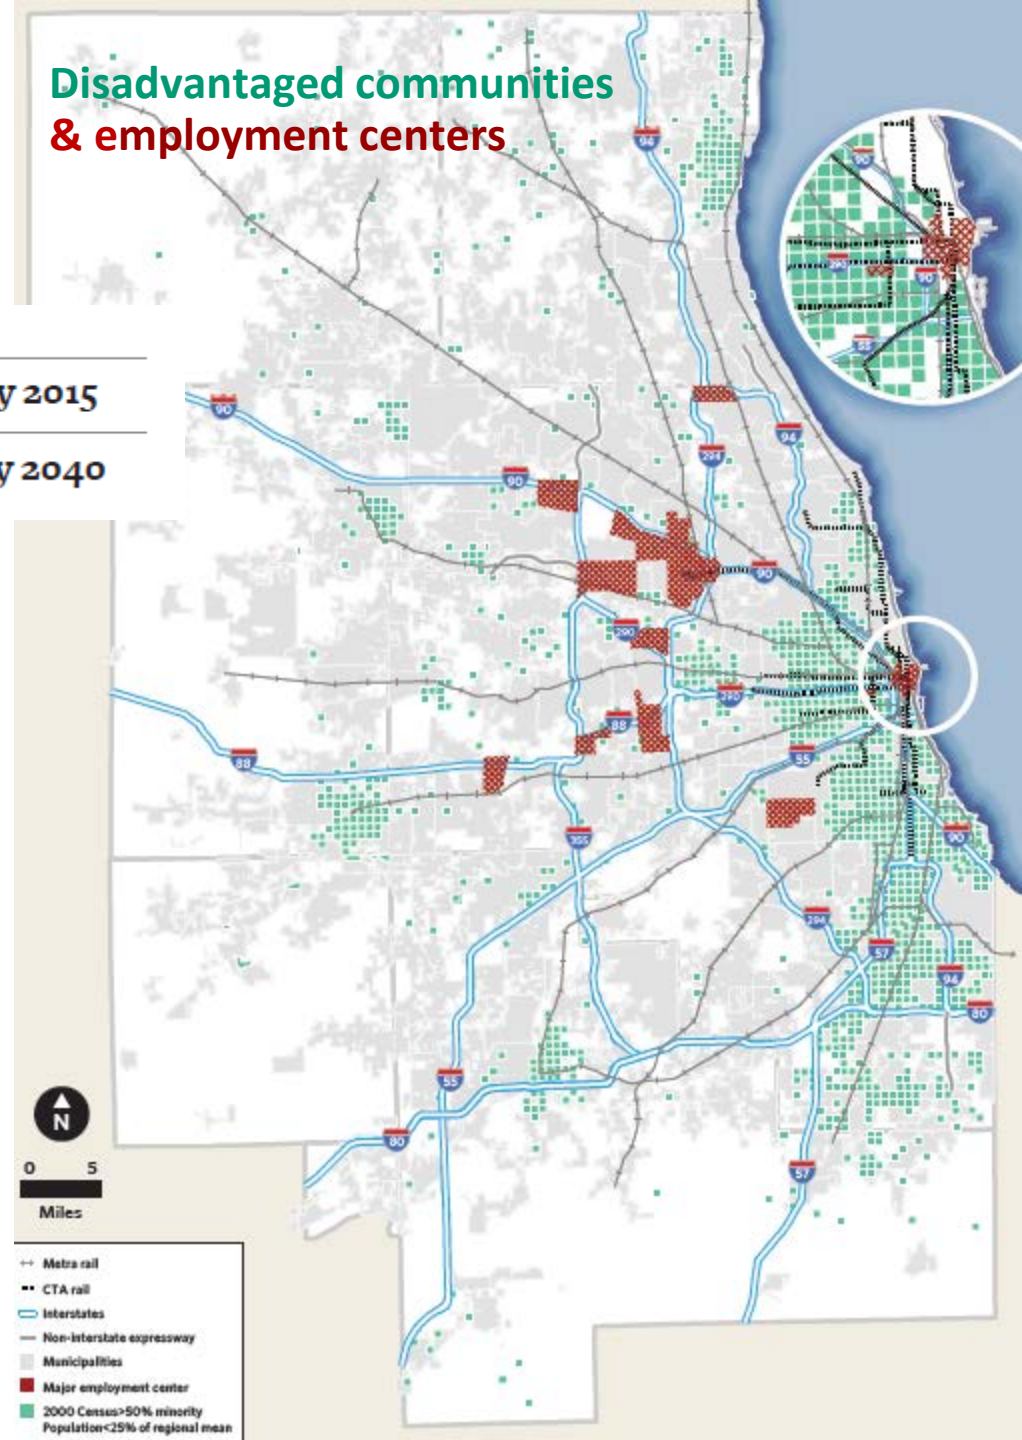 Disadvantaged communities
& employment centers
94
90
290
90
55
y 2015
y 2040
90
94
294
90
90
290
290
88
88
55
355
90
294
57
94
80
55
80
57
N
0 5
Miles
Metra rail
CTA rail
Interstates
Non-interstate expressway
Municipalities
Major employment center
2000 Census>50% minority
Population<25% of regional mean